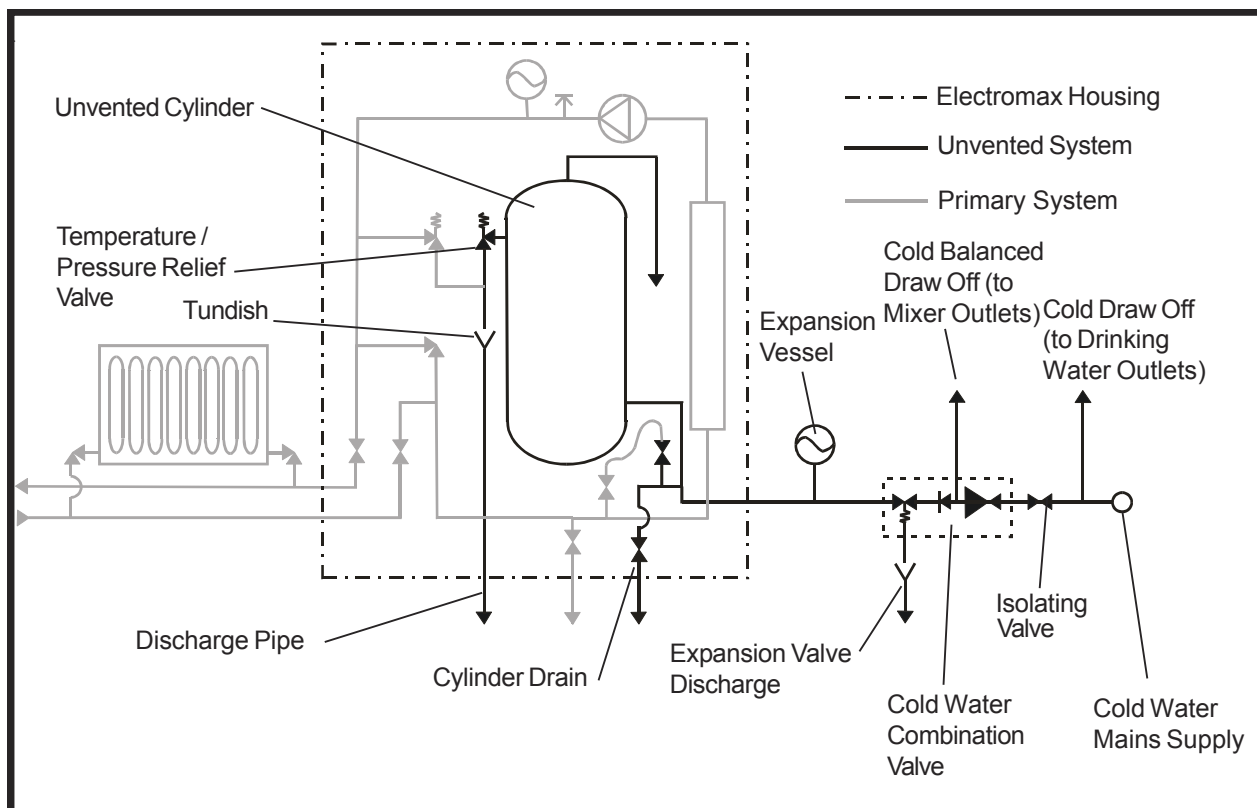 Unvented Cylinder
Temperature /
Pressure Relief
Valve
Tundish
Discharge Pipe
Cylinder Drain
Electromax Housing
Unvented System
Primary System
Expansion
Vessel
Cold Balanced
Draw Off (to
Mixer Outlets)
Cold Draw Off
(to Drinking
Water Outlets)
Expansion Valve
Discharge
Cold Water
Combination
Valve
Isolating
Valve
Cold Water
Mains Supply